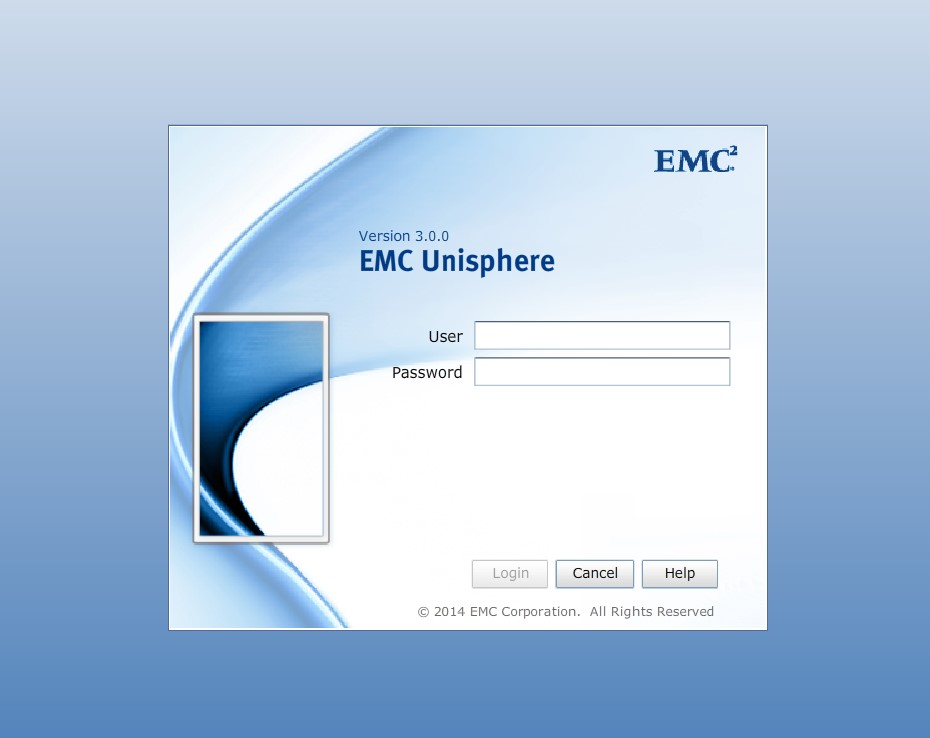 EMC²
Version 3.0.0
EMC Unisphere
User
Password
Login Cancel Help
© 2014 EMC Corporation. All Rights Reserved